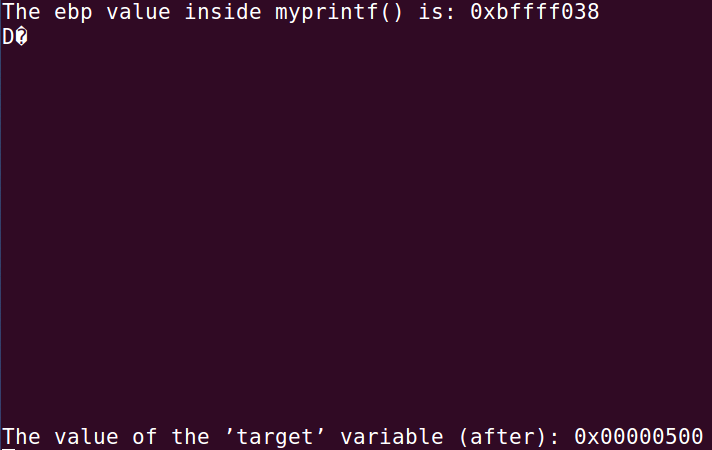 The ebp value inside myprintf() is: 0xbffff038
D�
The value of the ’target’ variable (after): 0x00000500